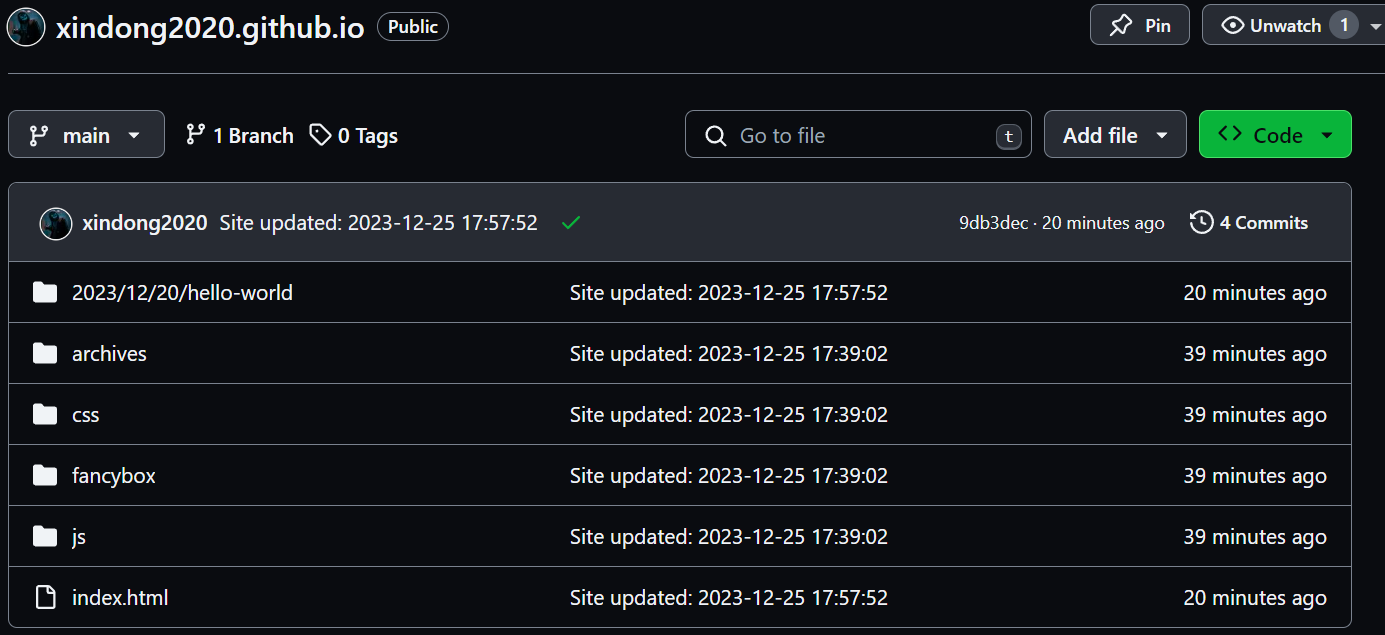 xindong2020.github.io Public Pin Unwatch 1
main 1 Branch 0 Tags Go to file t Add file <> Code
xindong2020 Site updated: 2023-12-25 17:57:52 9db3dec · 20 minutes ago 4 Commits
2023/12/20/hello-world Site updated: 2023-12-25 17:57:52 20 minutes ago
archives Site updated: 2023-12-25 17:39:02 39 minutes ago
css Site updated: 2023-12-25 17:39:02 39 minutes ago
fancybox Site updated: 2023-12-25 17:39:02 39 minutes ago
js Site updated: 2023-12-25 17:39:02 39 minutes ago
index.html Site updated: 2023-12-25 17:57:52 20 minutes ago